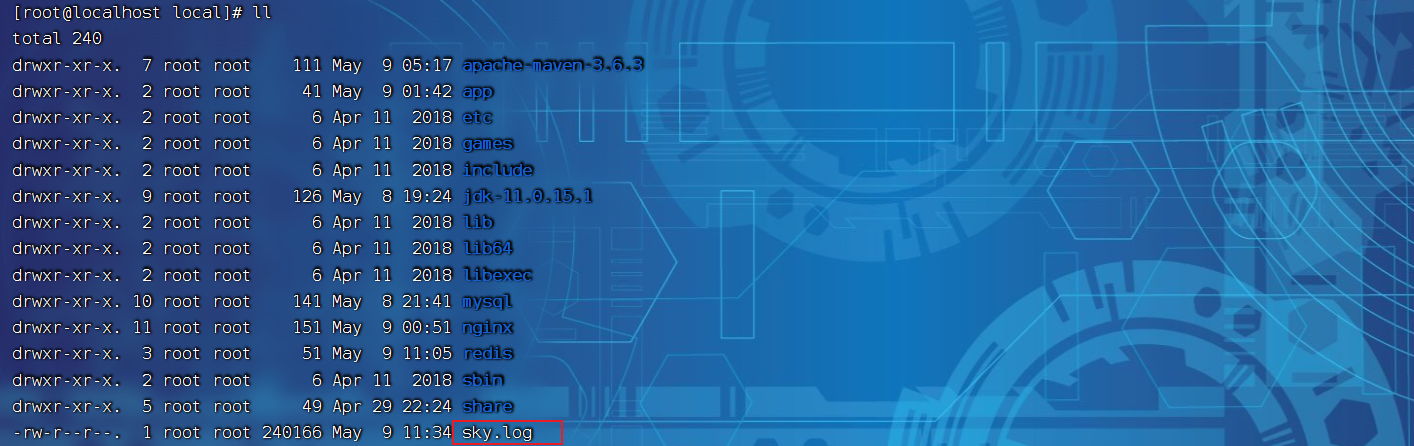 [root@localhost local]# ll
total 240
drwxr-xr-x.  7 root root    111 May  9 05:17 apache-maven-3.6.3
drwxr-xr-x.  2 root root     41 May  9 01:42 app
drwxr-xr-x.  2 root root      6 Apr 11  2018 etc
drwxr-xr-x.  2 root root      6 Apr 11  2018 games
drwxr-xr-x.  2 root root      6 Apr 11  2018 include
drwxr-xr-x.  9 root root    126 May  8 19:24 jdk-11.0.15.1
drwxr-xr-x.  2 root root      6 Apr 11  2018 lib
drwxr-xr-x.  2 root root      6 Apr 11  2018 lib64
drwxr-xr-x.  2 root root      6 Apr 11  2018 libexec
drwxr-xr-x. 10 root root    141 May  8 21:41 mysql
drwxr-xr-x. 11 root root    151 May  9 00:51 nginx
drwxr-xr-x.  3 root root     51 May  9 11:05 redis
drwxr-xr-x.  2 root root      6 Apr 11  2018 sbin
drwxr-xr-x.  5 root root     49 Apr 29 22:24 share
-rw-r--r--.  1 root root 240166 May  9 11:34 sky.log